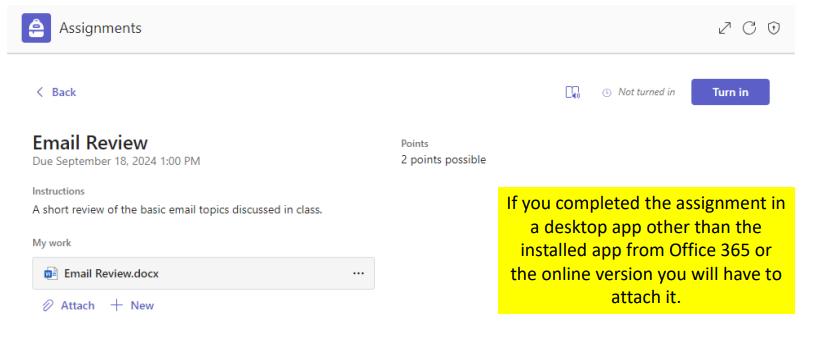 Assignments
Back
Not turned in
Turn in
Email Review
Due September 18, 2024 1:00 PM
Points
2 points possible
Instructions
A short review of the basic email topics discussed in class.
My work
Email Review.docx
...
Attach
New
If you completed the assignment in
a desktop app other than the
installed app from Office 365 or
the online version you will have to
attach it.